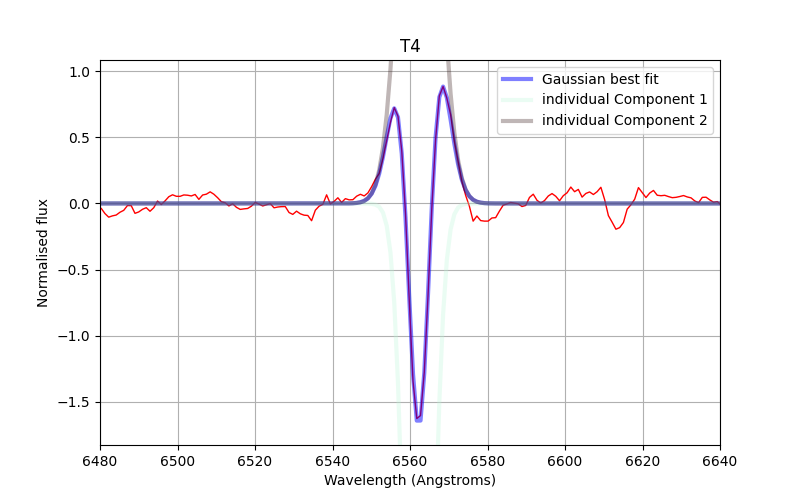 T4
Gaussian best fit
individual Component 1
individual Component 2
1.0
0.5
0.0
−0.5
−1.0
−1.5
Normalised flux
6480 6500 6520 6540 6560 6580 6600 6620 6640
Wavelength (Angstroms)